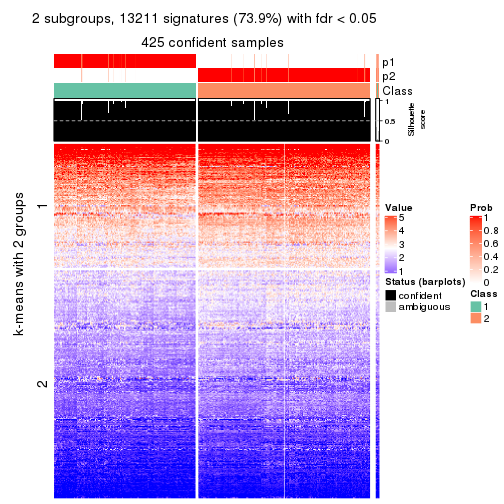 2 subgroups, 13211 signatures (73.9%) with fdr < 0.05
425 confident samples
p1
p2
Class
1
0.5
0
Silhouette
score
k-means with 2 groups
1
2
Value
5
4
3
2
1
Status (barplots)
confident
ambiguous
Prob
1
0.8
0.6
0.4
0.2
0
Class
1
2